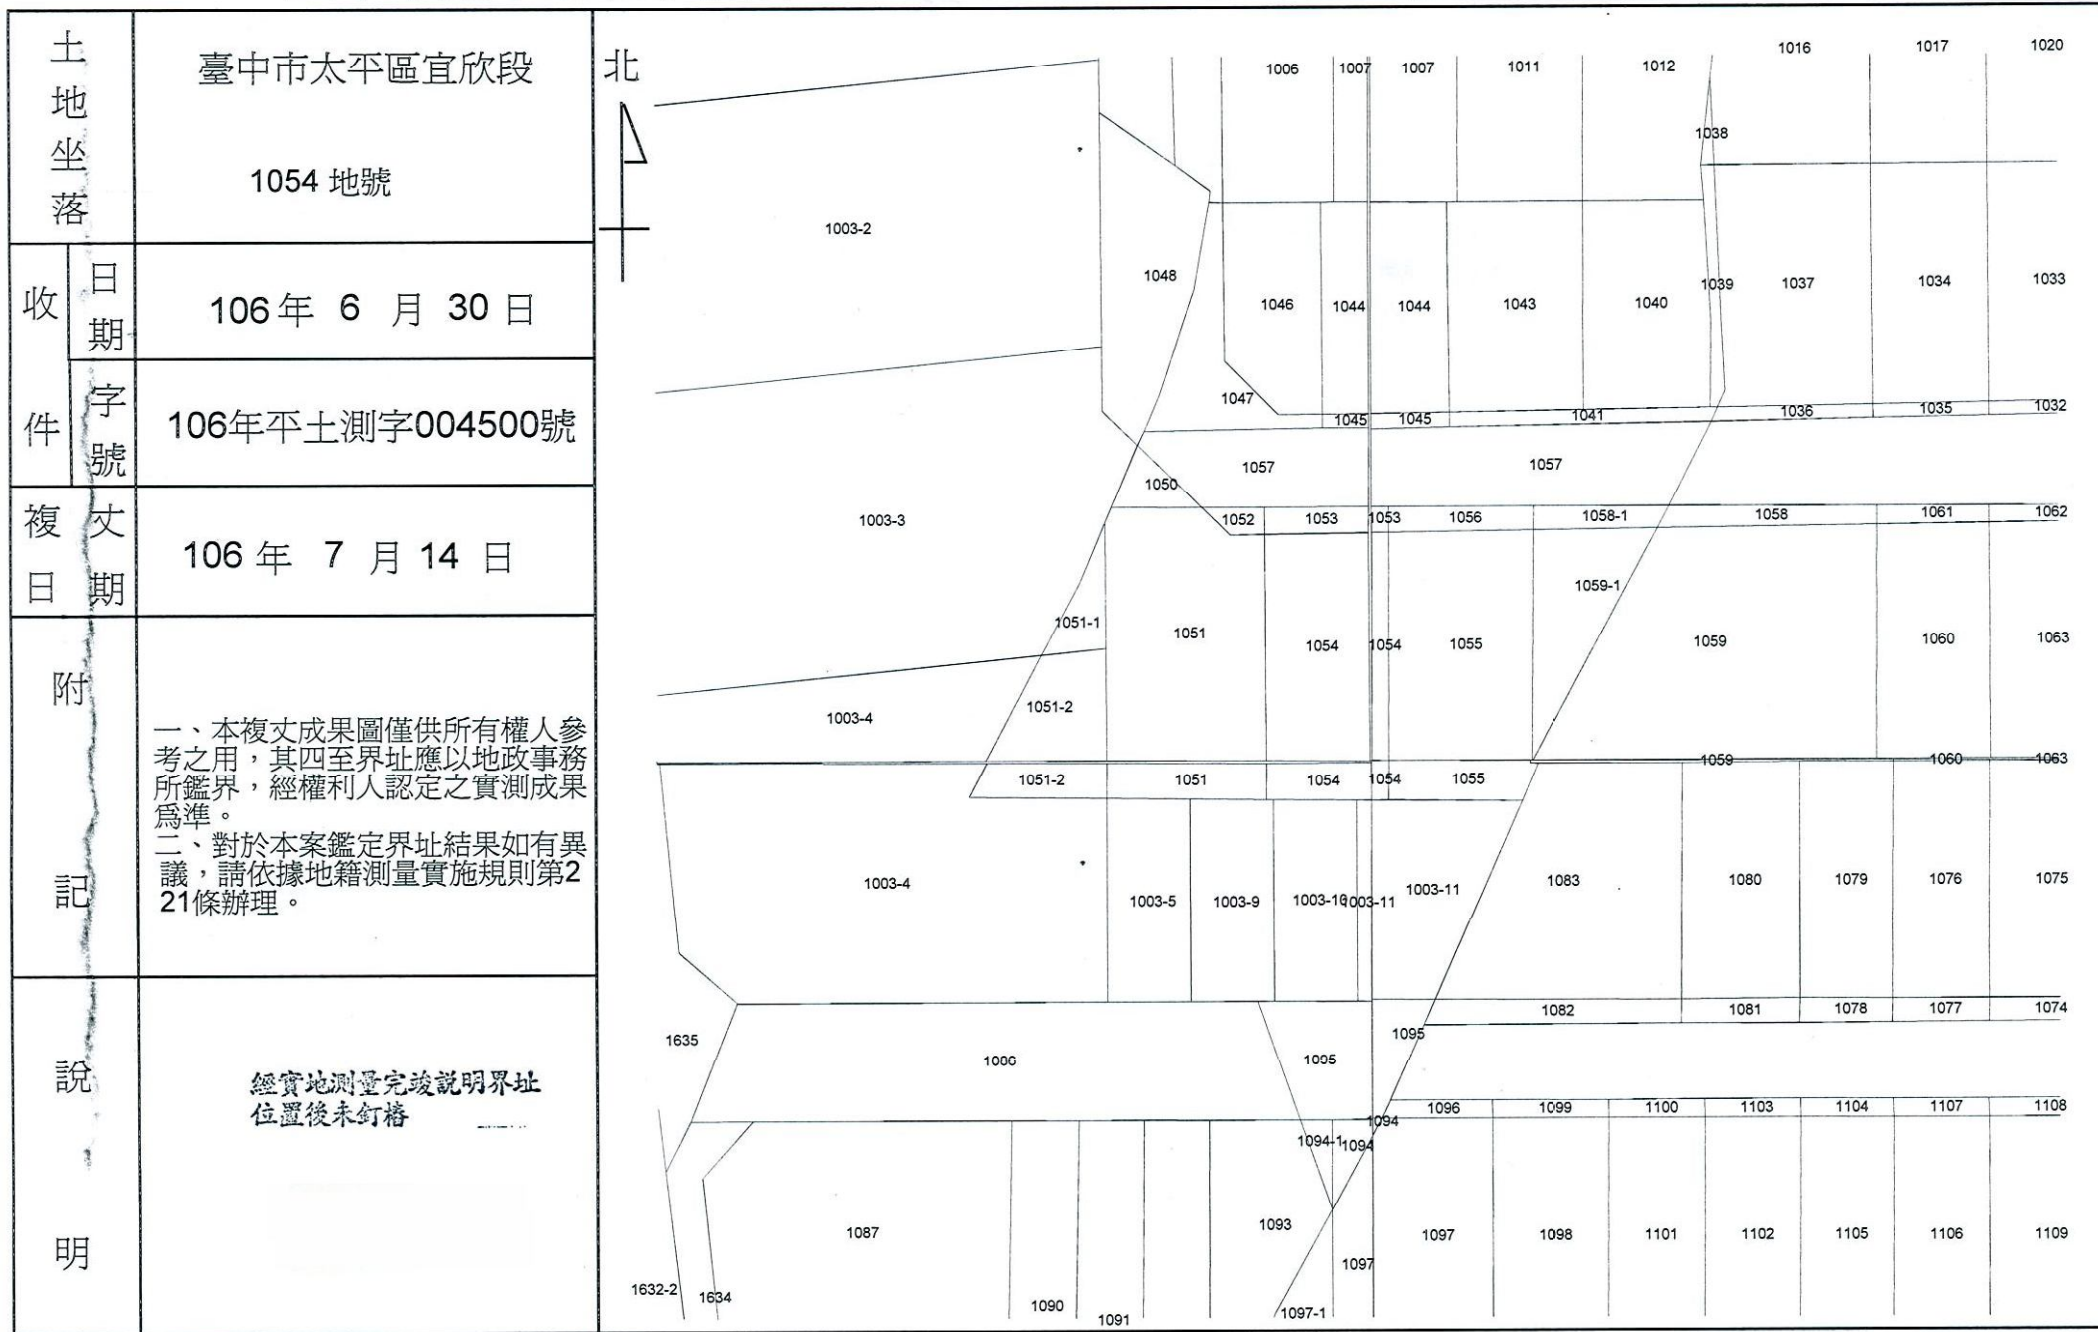 土地坐落
臺中市太平區宜欣段
1054 地號
收件
日期
106年 6 月 30 日
字號
106年平土測字004500號
複丈日期
106 年 7 月 14 日
附記
一、本複丈成果圖僅供所有權人參
考之用，其四至界址應以地政事務
所鑑界，經權利人認定之實測成果
為準。
二、對於本案鑑定界址結果如有異
議，請依據地籍測量實施規則第2
21條辦理。
說明
經實地測量完竣説明界址
位置後未釘樁
北
1016 1017 1020
1006 1007 1007 1011 1012
1038
1003-2
1048 1046 1044 1044 1043 1040 1039 1037 1034 1033
1047 1045 1045 1041 1036 1035 1032
1057 1057
1050
1003-3 1052 1053 1053 1056 1058-1 1058 1061 1062
1059-1
1051-1 1051 1054 1054 1055 1059 1060 1063
1003-4 1051-2
1059 1060 1063
1051-2 1051 1054 1054 1055
1003-4 1003-5 1003-9 1003-10 1003-11 1003-11 1083 1080 1079 1076 1075
1082 1081 1078 1077 1074
1635 1095 1095
1096 1099 1100 1103 1104 1107 1108
1094
1094-1 1094
1087 1093 1097 1098 1101 1102 1105 1106 1109
1097
1632-2 1634 1090 1091 1097-1